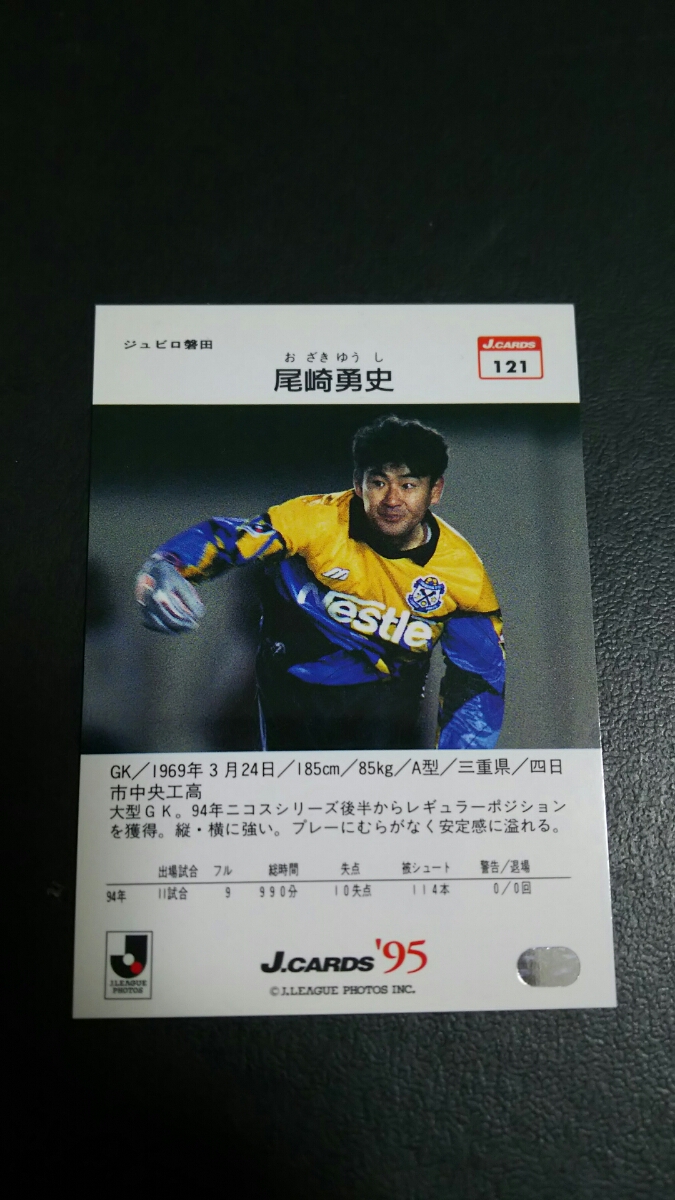 ジュビロ磐田
おざきゆうし
尾崎勇史
J.CARDS
121
Nestle
GK／1969年3月24日／185cm／85kg／A型／三重県／四日
市中央工高
大型GK。94年ニコスシリーズ後半からレギュラーポジション
を獲得。縦・横に強い。プレーにむらがなく安定感に溢れる。
出場試合 フル 総時間 失点 被シュート 警告／退場
94年 11試合 9 990分 10失点 114本 0／0回
J.LEAGUE
PHOTOS
J.CARDS '95
©J.LEAGUE PHOTOS INC.